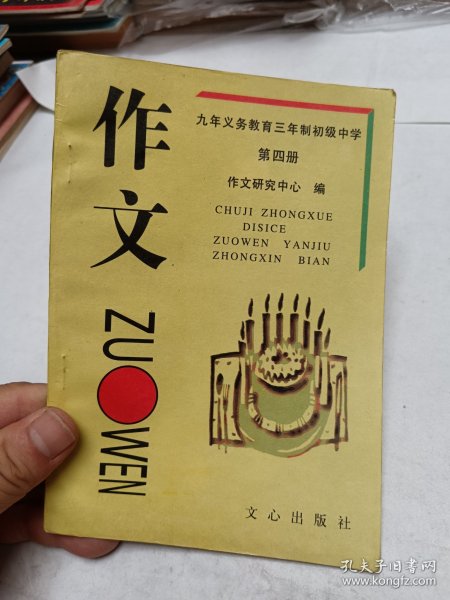 作文
ZUOWEN
九年义务教育三年制初级中学
第四册
作文研究中心 编
CHUJI ZHONGXUE
DISICE
ZUOWEN YANJIU
ZHONGXIN BIAN
文心出版社
孔夫子旧书网
www.kongfz.com